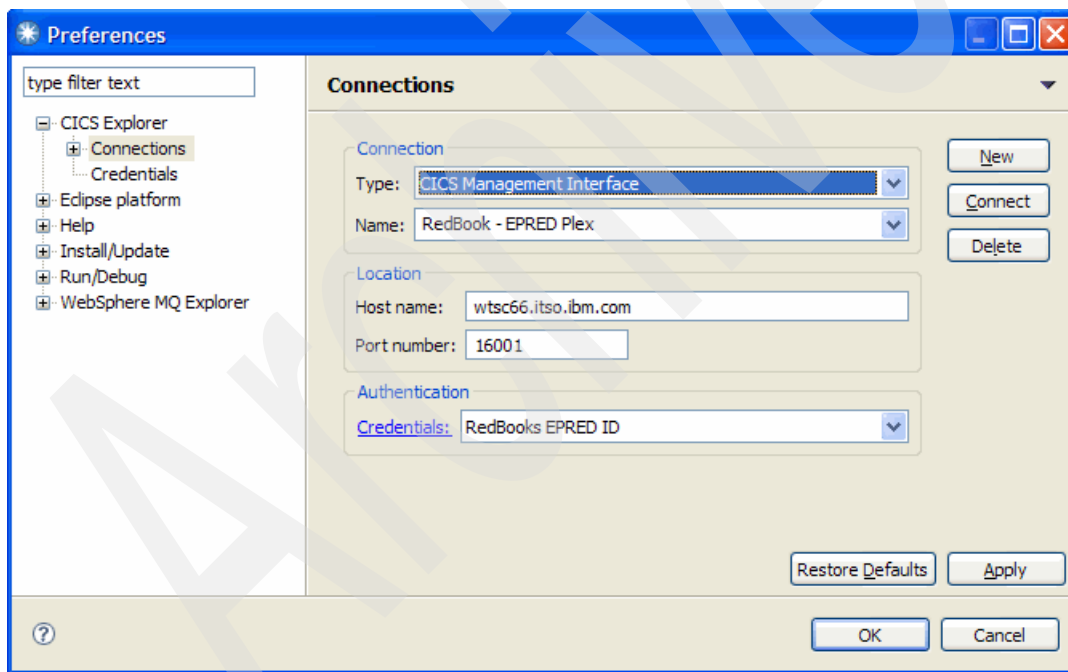 Preferences
type filter text
CICS Explorer
Connections
Credentials
Eclipse platform
Help
Install/Update
Run/Debug
WebSphere MQ Explorer
Connections
Connection
Type: CICS Management Interface
Name: RedBook - EPRED Plex
New
Connect
Delete
Location
Host name: wtsc66.itso.ibm.com
Port number: 16001
Authentication
Credentials: RedBooks EPRED ID
Restore Defaults
Apply
?
OK
Cancel
Archive